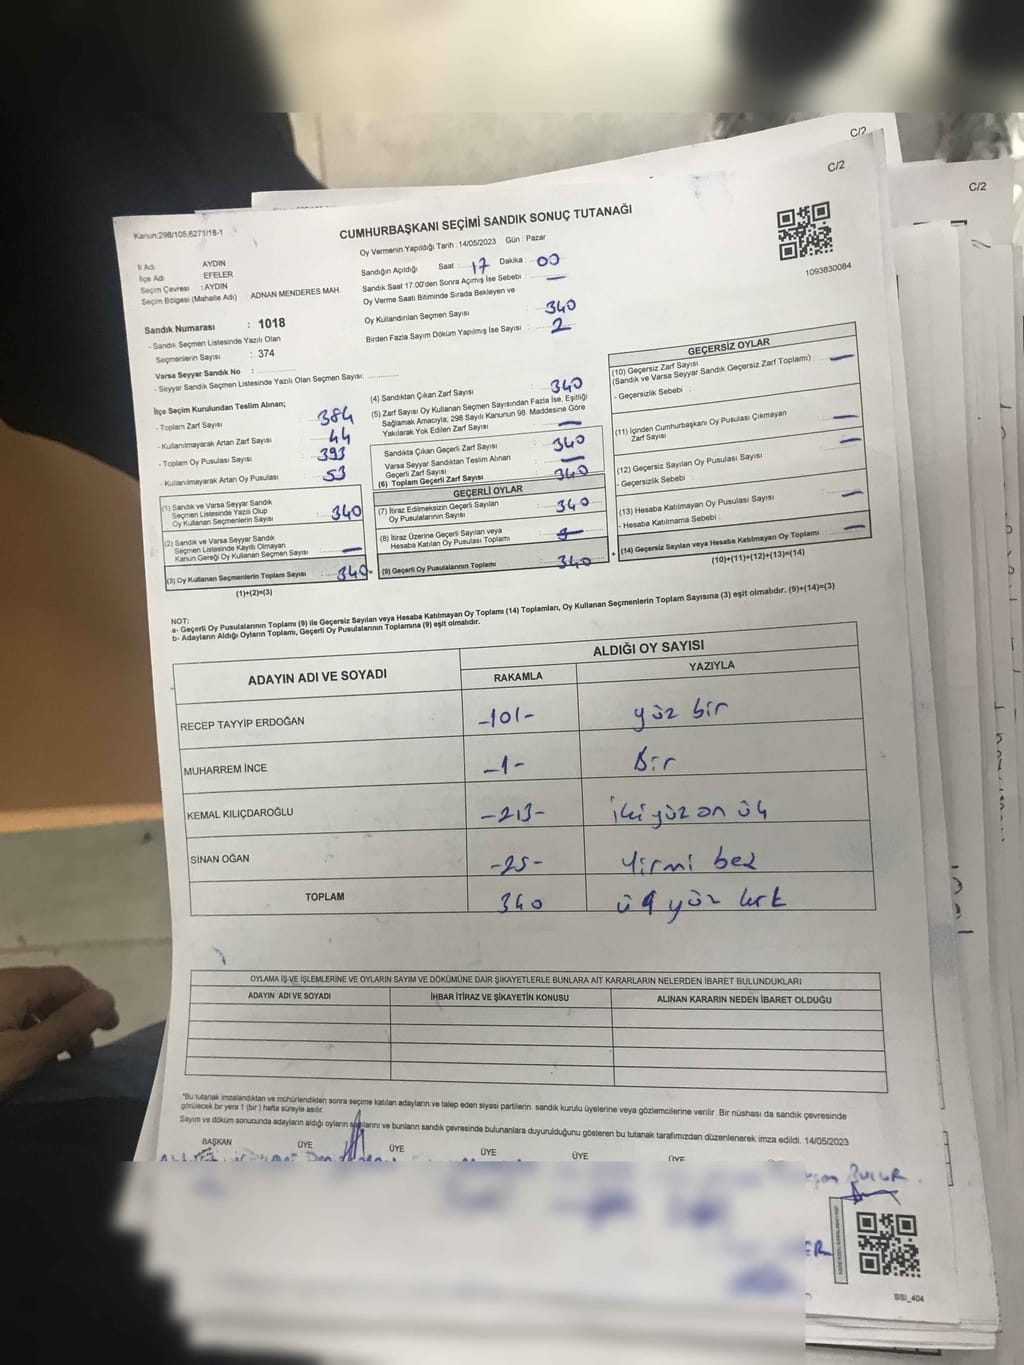 C/2
C/2
C/2
Kanun:298/105,6271/18-1
CUMHURBAŞKANI SEÇİMİ SANDIK SONUÇ TUTANAĞI
Oy Vermenin Yapıldığı Tarih : 14/05/2023 Gün : Pazar
1093830084
İl Adı AYDIN
İlçe Adı : EFELER
Seçim Çevresi : AYDIN
Seçim Bölgesi (Mahalle Adı) ADNAN MENDERES MAH.
Sandık Numarası : 1018
- Sandık Seçmen Listesinde Yazılı Olan
Seçmenlerin Sayısı : 374
Varsa Seyyar Sandık No :
- Seyyar Sandık Seçmen Listesinde Yazılı Olan Seçmen Sayısı:
Sandığın Açıldığı Saat : 17 Dakika : 00
Sandık Saat 17:00'den Sonra Açımış İse Sebebi : —
Oy Verme Saati Bitiminde Sırada Bekleyen ve
Oy Kullandırılan Seçmen Sayısı 340
Birden Fazla Sayım Döküm Yapılmış İse Sayısı : 2
İlçe Seçim Kurulundan Teslim Alınan;
- Toplam Zarf Sayısı : 384
- Kullanılmayarak Artan Zarf Sayısı : 44
- Toplam Oy Pusulası Sayısı : 393
- Kullanılmayarak Artan Oy Pusulası : 53
(1) Sandık ve Varsa Seyyar Sandık
Seçmen Listesinde Yazılı Olup
Oy Kullanan Seçmenlerin Sayısı : 340
(2) Sandık ve Varsa Seyyar Sandık
Seçmen Listesinde Kayıtlı Olmayan
Kanun Gereği Oy Kullanan Seçmen Sayısı : —
(3) Oy Kullanan Seçmenlerin Toplam Sayısı : 340 =
(1)+(2)=(3)
(4) Sandıktan Çıkan Zarf Sayısı : 340
(5) Zarf Sayısı Oy Kullanan Seçmen Sayısından Fazla İse, Eşitliği
Sağlamak Amacıyla; 298 Sayılı Kanunun 98. Maddesine Göre
Yakılarak Yok Edilen Zarf Sayısı : —
Sandıkta Çıkan Geçerli Zarf Sayısı : 340
Varsa Seyyar Sandıktan Teslim Alınan
Geçerli Zarf Sayısı : —
(6) Toplam Geçerli Zarf Sayısı : 340
GEÇERLİ OYLAR
(7) İtiraz Edilmeksizin Geçerli Sayılan
Oy Pusulalarının Sayısı : 340
(8) İtiraz Üzerine Geçerli Sayılan veya
Hesaba Katılan Oy Pusulası Toplamı :
(9) Geçerli Oy Pusulalarının Toplamı : 340 +
GEÇERSİZ OYLAR
(10) Geçersiz Zarf Sayısı
(Sandık ve Varsa Seyyar Sandık Geçersiz Zarf Toplamı) : —
- Geçersizlik Sebebi :
(11) İçinden Cumhurbaşkanı Oy Pusulası Çıkmayan
Zarf Sayısı : —
(12) Geçersiz Sayılan Oy Pusulası Sayısı : —
- Geçersizlik Sebebi :
(13) Hesaba Katılmayan Oy Pusulası Sayısı : —
- Hesaba Katılmama Sebebi :
(14) Geçersiz Sayılan veya Hesaba Katılmayan Oy Toplamı : —
(10)+(11)+(12)+(13)=(14)
NOT:
a- Geçerli Oy Pusulalarının Toplamı (9) ile Geçersiz Sayılan veya Hesaba Katılmayan Oy Toplamı (14) Toplamları, Oy Kullanan Seçmenlerin Toplam Sayısına (3) eşit olmalıdır. (9)+(14)=(3)
b- Adayların Aldığı Oyların Toplamı, Geçerli Oy Pusulalarının Toplamına (9) eşit olmalıdır.
ADAYIN ADI VE SOYADI ALDIĞI OY SAYISI
RAKAMLA YAZIYLA
RECEP TAYYİP ERDOĞAN -101- yüz bir
MUHARREM İNCE -1- Bir
KEMAL KILIÇDAROĞLU -213- iki yüz on üç
SİNAN OĞAN -25- Yirmi beş
TOPLAM 340 üç yüz kırk
OYLAMA İŞ VE İŞLEMLERİNE VE OYLARIN SAYIM VE DÖKÜMÜNE DAİR ŞİKAYETLERLE BUNLARA AİT KARARLARIN NELERDEN İBARET BULUNDUKLARI
ADAYIN ADI VE SOYADI İHBAR İTİRAZ VE ŞİKAYETİN KONUSU ALINAN KARARIN NEDEN İBARET OLDUĞU
*Bu tutanak imzalandıktan ve mühürlendikten sonra seçime katılan adayların ve talep eden siyasi partilerin sandık kurulu üyelerine veya gözlemcilerine verilir. Bir nüshası da sandık çevresinde
görülecek bir yere 1 (bir) hafta süreyle asılır.
Sayım ve döküm sonucunda adayların aldığı oyların sayılarını ve bunların sandık çevresinde bulunanlara duyurulduğunu gösteren bu tutanak tarafımızdan düzenlenerek imza edildi. 14/05/2023
BAŞKAN ÜYE ÜYE ÜYE ÜYE ÜYE
BULUR
SSI_404